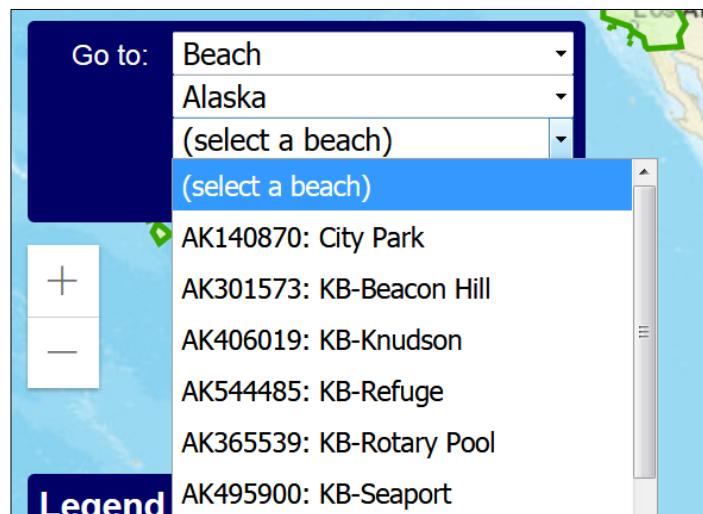 Go to: Beach
Alaska
(select a beach)
(select a beach)
AK140870: City Park
AK301573: KB-Beacon Hill
AK406019: KB-Knudson
AK544485: KB-Refuge
AK365539: KB-Rotary Pool
AK495900: KB-Seaport
Legend